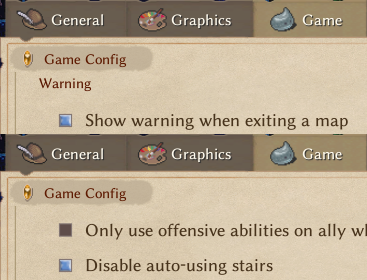 General Graphics Game
Game Config
Warning
Show warning when exiting a map
General Graphics Game
Game Config
Only use offensive abilities on ally
Disable auto-using stairs